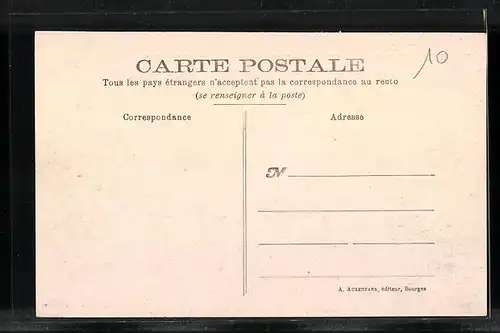 CARTE POSTALE
10
Tous les pays étrangers n'acceptent pas la correspondance au recto
(se renseigner à la poste)
Correspondance
Adresse
M
A. AUXENFANS, éditeur, Bourges